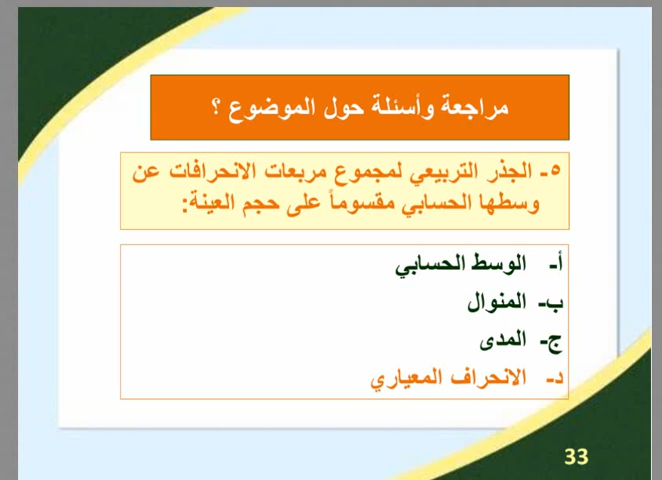 مراجعة وأسئلة حول الموضوع ؟
٥- الجذر التربيعي لمجموع مربعات الانحرافات عن
وسطها الحسابي مقسوماً على حجم العينة:
أ- الوسط الحسابي
ب- المنوال
ج- المدى
د- الانحراف المعياري
33